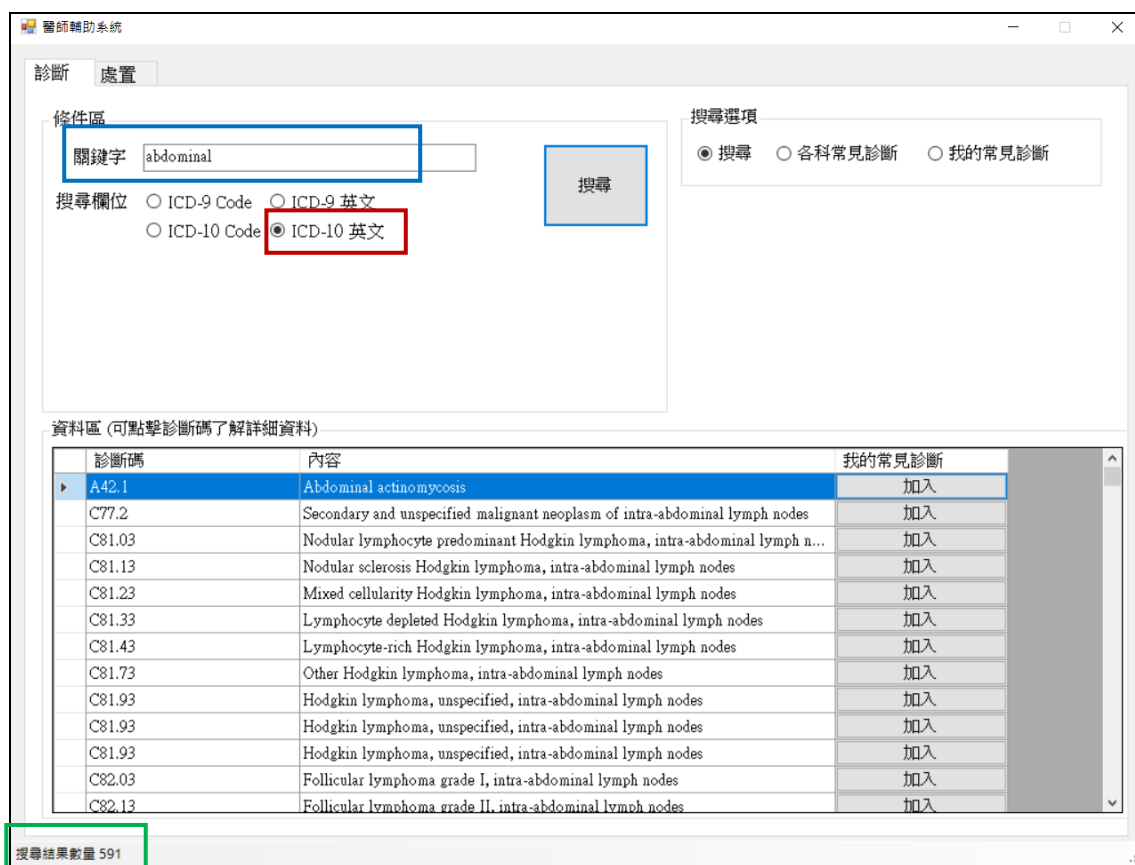 醫師輔助系統
診斷 處置
條件區
關鍵字 abdominal
搜尋欄位 ICD-9 Code ICD-9 英文
ICD-10 Code ICD-10 英文
搜尋
搜尋選項
搜尋 各科常見診斷 我的常見診斷
資料區 (可點擊診斷碼了解詳細資料)
診斷碼 內容 我的常見診斷
A42.1 Abdominal actinomycosis 加入
C77.2 Secondary and unspecified malignant neoplasm of intra-abdominal lymph nodes 加入
C81.03 Nodular lymphocyte predominant Hodgkin lymphoma, intra-abdominal lymph n... 加入
C81.13 Nodular sclerosis Hodgkin lymphoma, intra-abdominal lymph nodes 加入
C81.23 Mixed cellularity Hodgkin lymphoma, intra-abdominal lymph nodes 加入
C81.33 Lymphocyte depleted Hodgkin lymphoma, intra-abdominal lymph nodes 加入
C81.43 Lymphocyte-rich Hodgkin lymphoma, intra-abdominal lymph nodes 加入
C81.73 Other Hodgkin lymphoma, intra-abdominal lymph nodes 加入
C81.93 Hodgkin lymphoma, unspecified, intra-abdominal lymph nodes 加入
C81.93 Hodgkin lymphoma, unspecified, intra-abdominal lymph nodes 加入
C81.93 Hodgkin lymphoma, unspecified, intra-abdominal lymph nodes 加入
C82.03 Follicular lymphoma grade I, intra-abdominal lymph nodes 加入
C82.13 Follicular lymphoma grade II, intra-abdominal lymph nodes 加入
搜尋結果數量 591